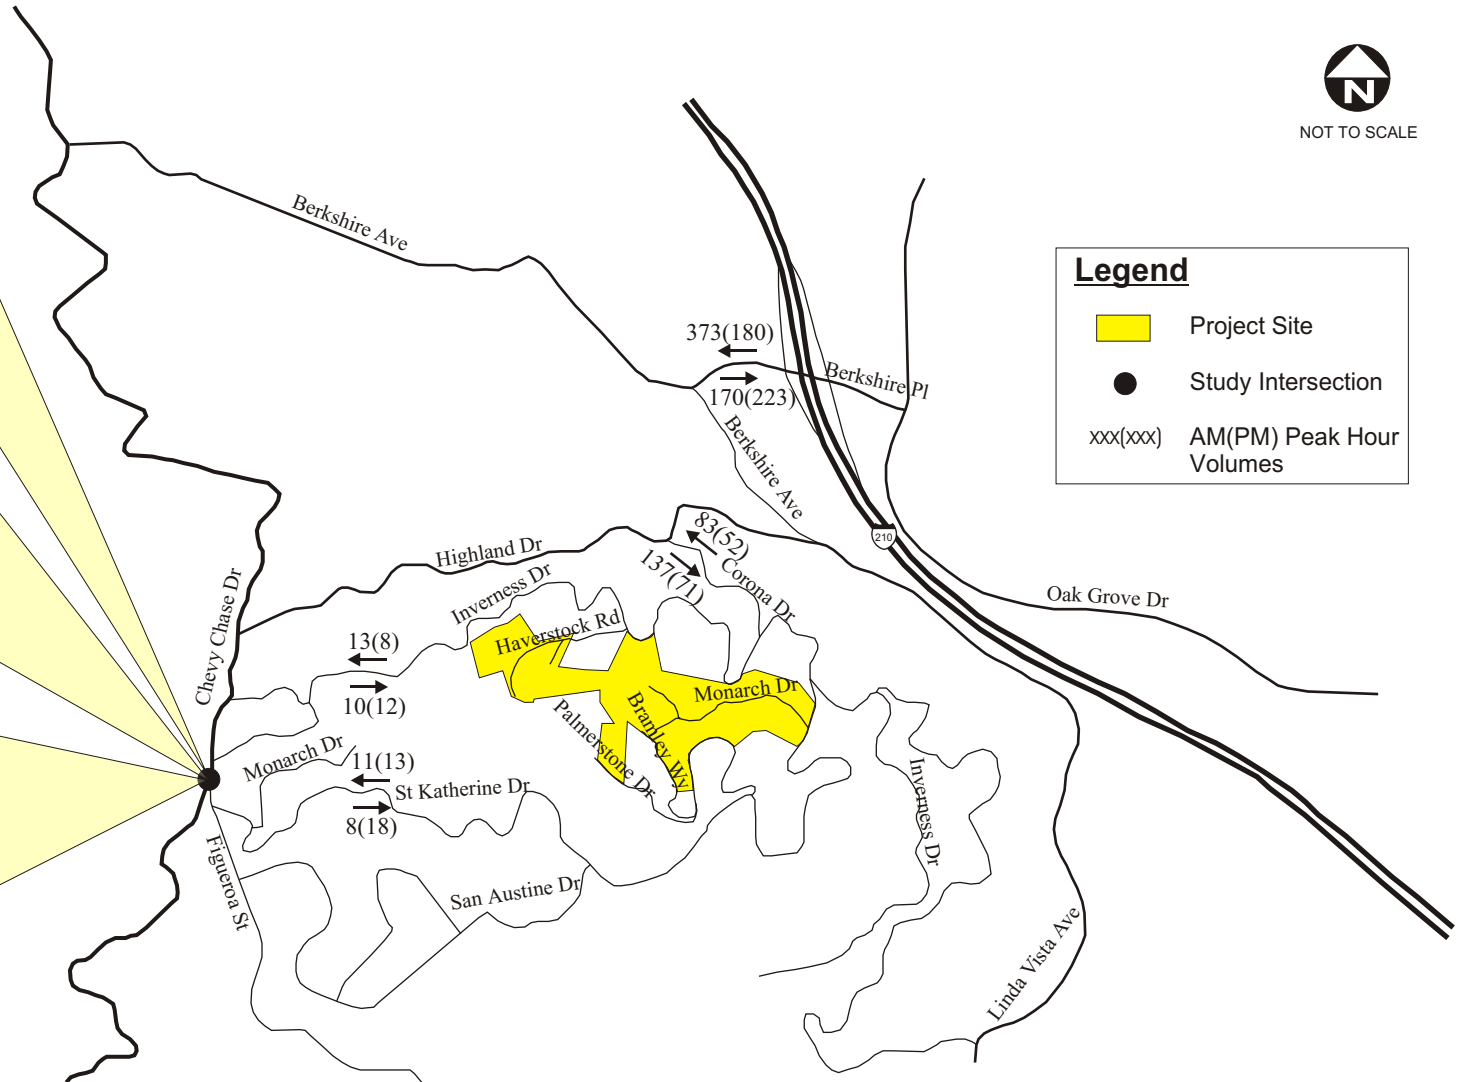 N
NOT TO SCALE
Berkshire Ave
Legend
Project Site
Study Intersection
xxx(xxx) AM(PM) Peak Hour
Volumes
373(180)
170(223)
Berkshire Pl
Berkshire Ave
210
83(52)
137(71)
Corona Dr
Highland Dr
Inverness Dr
Haverstock Rd
Oak Grove Dr
Chevy Chase Dr
13(8)
10(12)
Monarch Dr
Bramley Wy
Palmerstone Dr
Monarch Dr
11(13)
St Katherine Dr
8(18)
Figueroa St
San Austine Dr
Inverness Dr
Linda Vista Ave